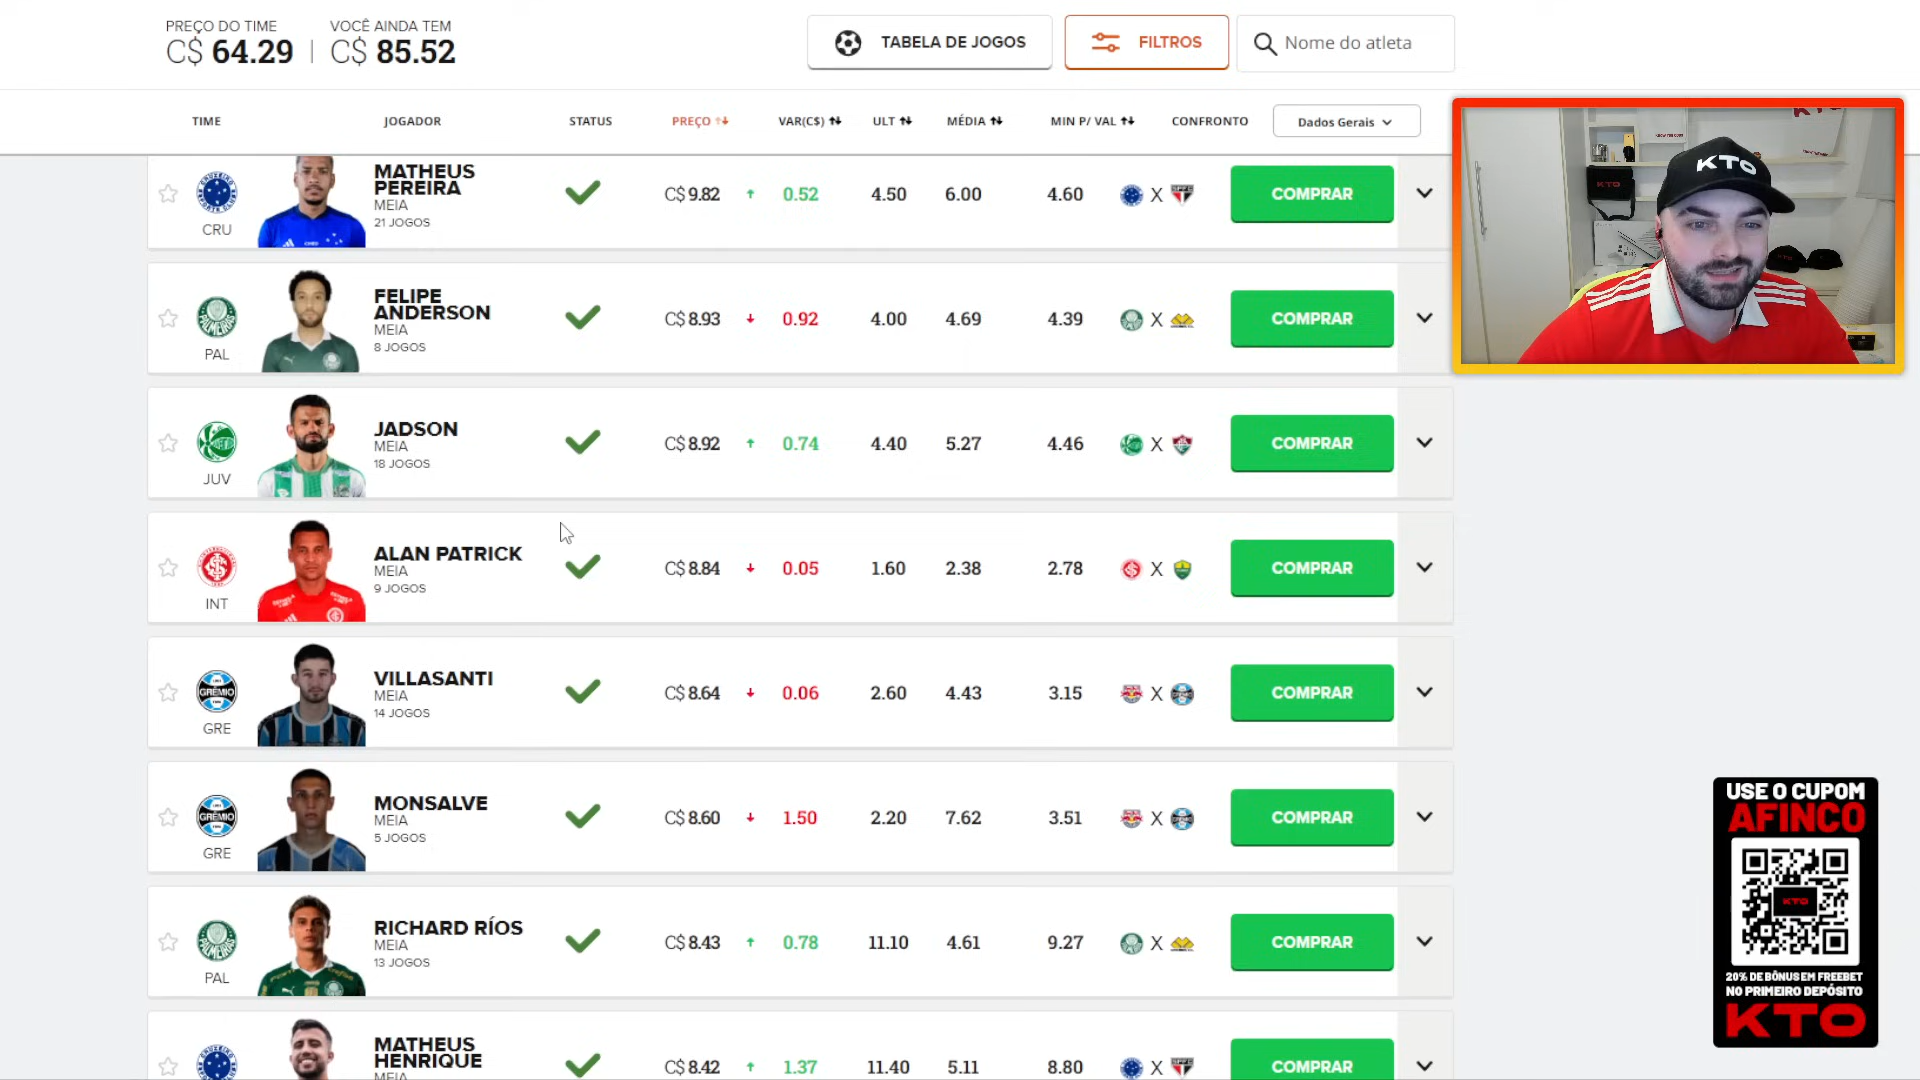 PREÇO DO TIME
C$ 64.29
VOCÊ AINDA TEM
C$ 85.52
TABELA DE JOGOS
FILTROS
Nome do atleta
TIME JOGADOR STATUS PREÇO VAR(C$) ULT MÉDIA MIN P/ VAL CONFRONTO Dados Gerais
MATHEUS
PEREIRA
MEIA
21 JOGOS
CRU
C$ 9.82 0.52 4.50 6.00 4.60 X COMPRAR
FELIPE
ANDERSON
MEIA
8 JOGOS
PAL
C$ 8.93 0.92 4.00 4.69 4.39 X COMPRAR
JADSON
MEIA
18 JOGOS
JUV
C$ 8.92 0.74 4.40 5.27 4.46 X COMPRAR
ALAN PATRICK
MEIA
9 JOGOS
INT
C$ 8.84 0.05 1.60 2.38 2.78 X COMPRAR
VILLASANTI
MEIA
14 JOGOS
GRE
C$ 8.64 0.06 2.60 4.43 3.15 X COMPRAR
MONSALVE
MEIA
5 JOGOS
GRE
C$ 8.60 1.50 2.20 7.62 3.51 X COMPRAR
RICHARD RÍOS
MEIA
13 JOGOS
PAL
C$ 8.43 0.78 11.10 4.61 9.27 X COMPRAR
MATHEUS
HENRIQUE
MEIA
C$ 8.42 1.37 11.40 5.11 8.80 X COMPRAR
KTO
KTO
USE O CUPOM
AFINCO
KTO
20% DE BÔNUS EM FREEBET
NO PRIMEIRO DEPÓSITO
KTO